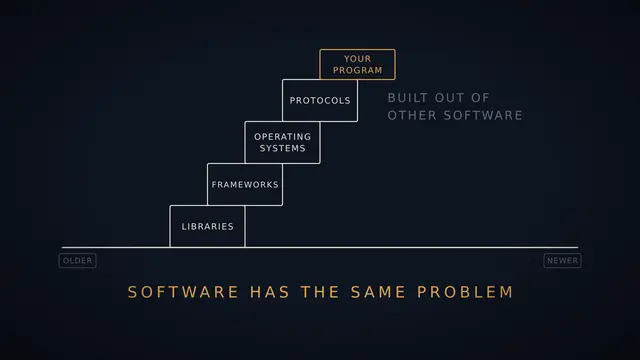 YOUR
PROGRAM
PROTOCOLS
BUILT OUT OF
OTHER SOFTWARE
OPERATING
SYSTEMS
FRAMEWORKS
LIBRARIES
OLDER
NEWER
SOFTWARE HAS THE SAME PROBLEM